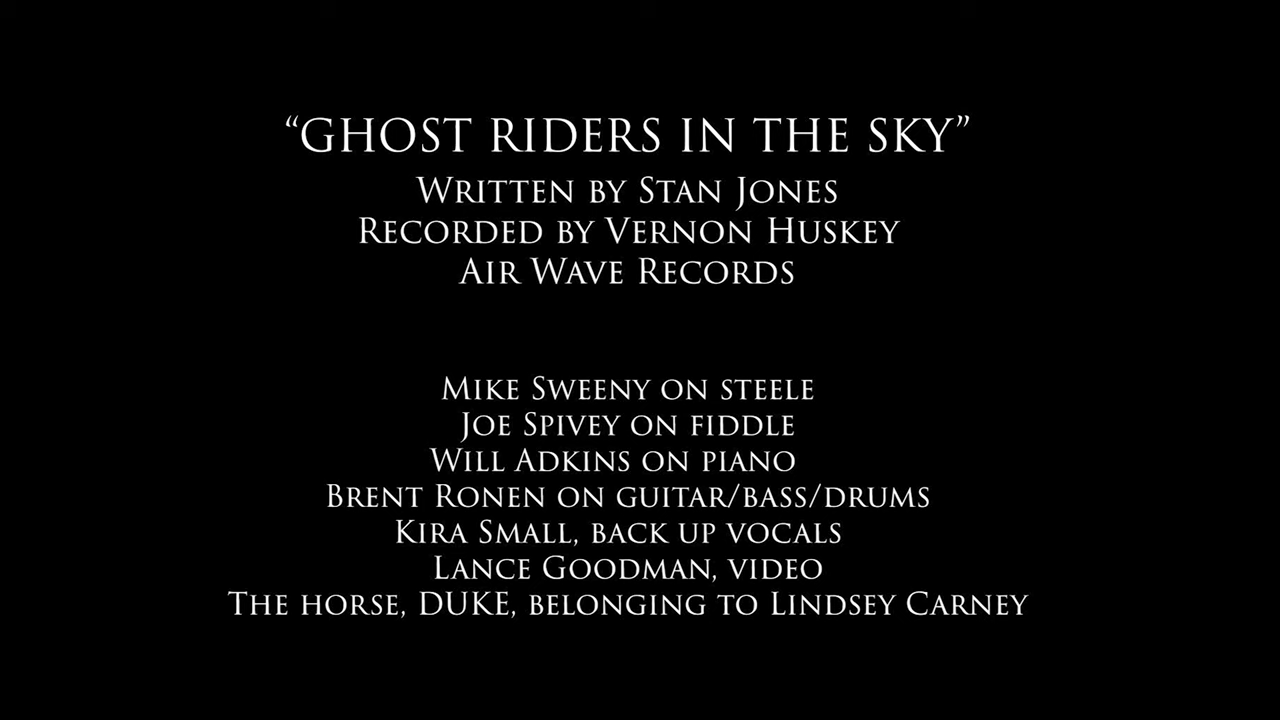 “GHOST RIDERS IN THE SKY”
WRITTEN BY STAN JONES
RECORDED BY VERNON HUSKEY
AIR WAVE RECORDS
MIKE SWEENY ON STEELE
JOE SPIVEY ON FIDDLE
WILL ADKINS ON PIANO
BRENT RONEN ON GUITAR/BASS/DRUMS
KIRA SMALL, BACK UP VOCALS
LANCE GOODMAN, VIDEO
THE HORSE, DUKE, BELONGING TO LINDSEY CARNEY